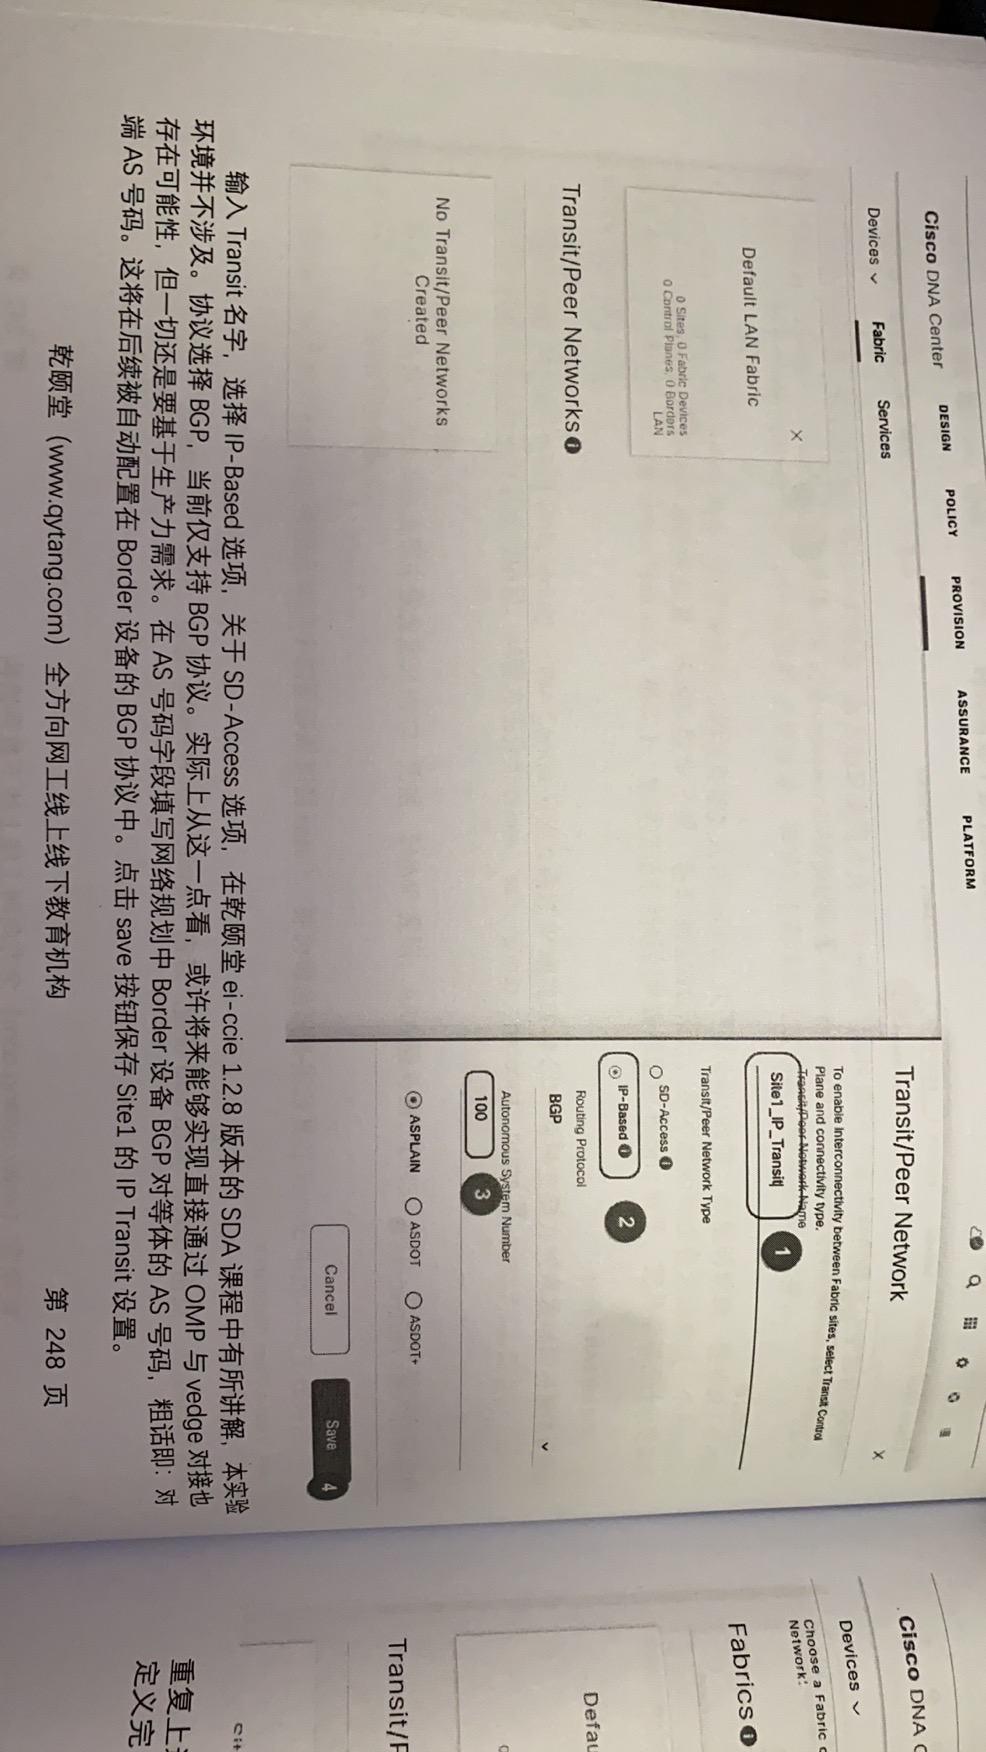 Cisco DNA Center
DESIGN
POLICY
PROVISION
ASSURANCE
PLATFORM
Devices
Fabric
Services
Default LAN Fabric
0 Sites, 0 Fabric Devices
0 Control Planes, 0 Borders
LAN
Transit/Peer Networks
No Transit/Peer Networks
Created
Transit/Peer Network
To enable Interconnectivity between Fabric sites, select Transit Control
Plane and connectivity type.
Transit/Peer Network Name
Site1_IP_Transit
1
Transit/Peer Network Type
SD-Access
IP-Based
2
Routing Protocol
BGP
Autonomous System Number
100
3
ASPLAIN
ASDOT
ASDOT+
Cancel
Save
4
输入 Transit 名字，选择 IP-Based 选项，关于 SD-Access 选项，在乾颐堂 ei-ccie 1.2.8 版本的 SDA 课程中有所讲解，本实验
环境并不涉及。协议选择 BGP，当前仅支持 BGP 协议。实际上从这一点看，或许将来能够实现直接通过 OMP 与 vedge 对接也
存在可能性，但一切还是要基于生产力需求。在 AS 号码字段填写网络规划中 Border 设备 BGP 对等体的 AS 号码，粗话即：对
端 AS 号码。这将在后续被自动配置在 Border 设备的 BGP 协议中。点击 save 按钮保存 Site1 的 IP Transit 设置。
乾颐堂（www.qytang.com）全方向网工线上线下教育机构
第 248 页
Cisco DNA
Devices
Choose a Fabric
Network'
Fabrics
Defau
Transit/P
重复上
定义完